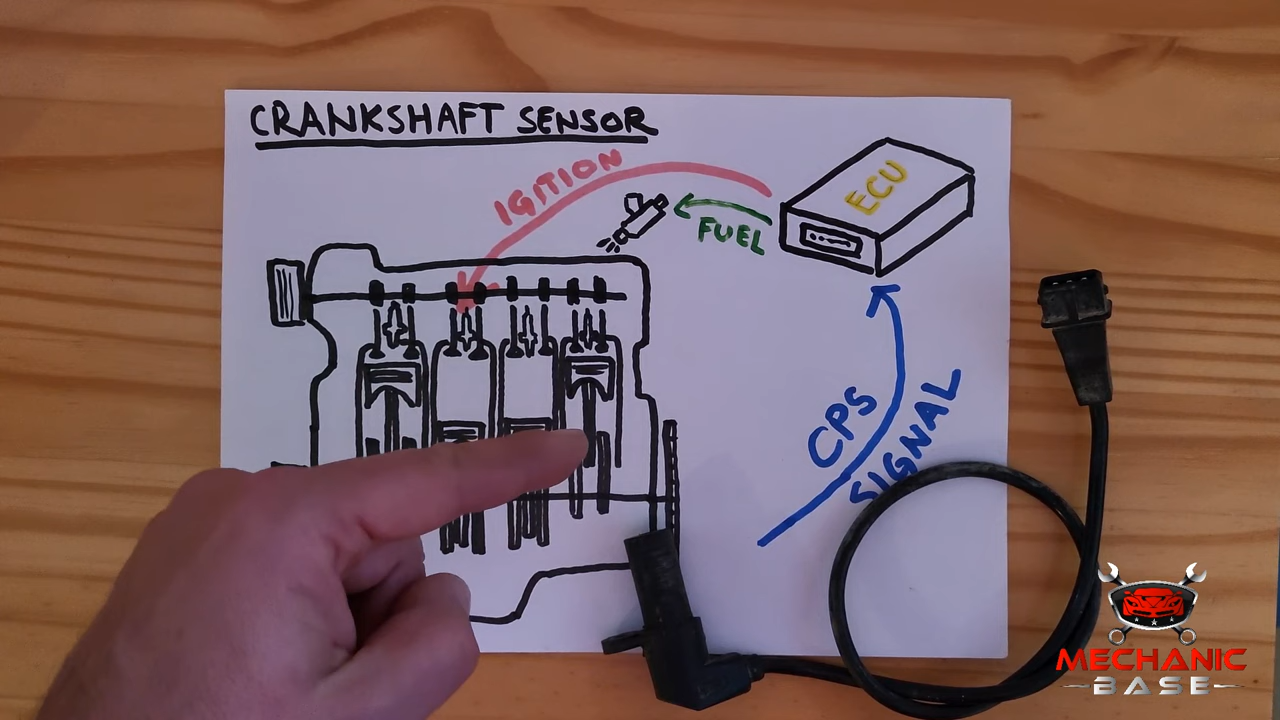 CRANKSHAFT SENSOR
IGITION
ECU
FUEL
CPS
SIGNAL
MECHANIC
BASE